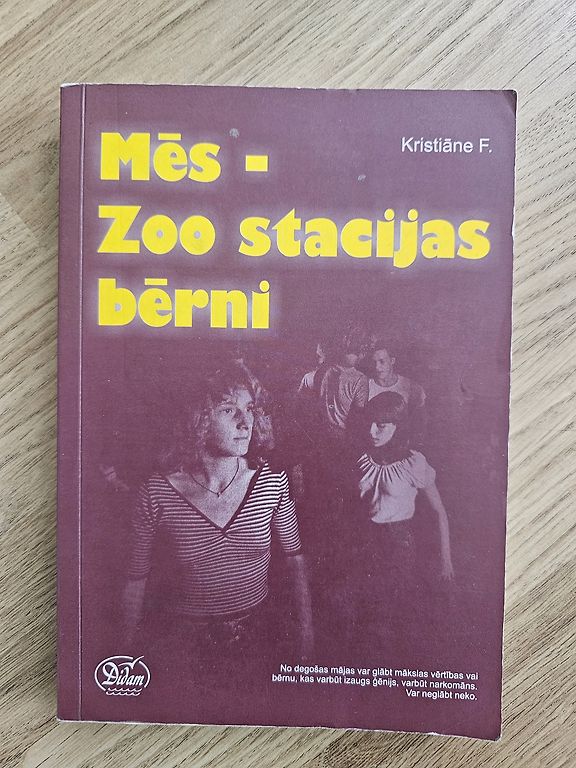 Kristiāne F.
Mēs -
Zoo stacijas
bērni
No degošas mājas var glābt mākslas vērtības vai
bērnu, kas varbūt izaugs ģēnijs, varbūt narkomāns.
Var neglābt neko.
Didam